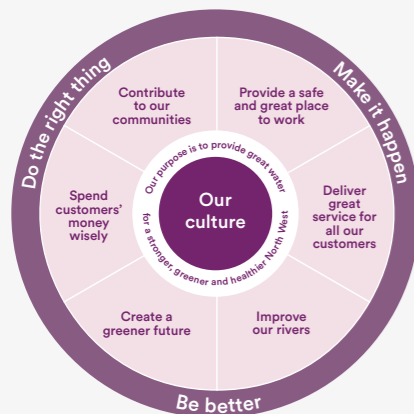 Do the right thing
Make it happen
Be better
Contribute
to our
communities
Provide a safe
and great place
to work
Spend
customers'
money
wisely
Deliver
great
service for
all our
customers
Create a
greener future
Improve
our rivers
Our purpose is to provide great water
for a stronger, greener and healthier North West
Our
culture